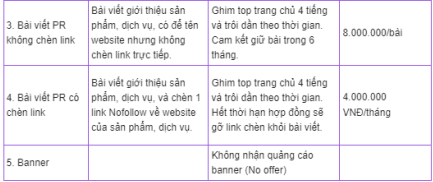 3. Bài viết PR
không chèn link
Bài viết giới thiệu sản
phẩm, dịch vụ, có để tên
website nhưng không
chèn link trực tiếp.
Ghim top trang chủ 4 tiếng
và trôi dần theo thời gian.
Cam kết giữ bài trong 6
tháng.
8.000.000/bài
4. Bài viết PR có
chèn link
Bài viết giới thiệu sản
phẩm, dịch vụ, và chèn 1
link Nofollow về website
của sản phẩm, dịch vụ.
Ghim top trang chủ 4 tiếng
và trôi dần theo thời gian.
Hết thời hạn hợp đồng sẽ
gỡ link chèn khỏi bài viết.
4.000.000
VNĐ/tháng
5. Banner
Không nhận quảng cáo
banner (No offer)